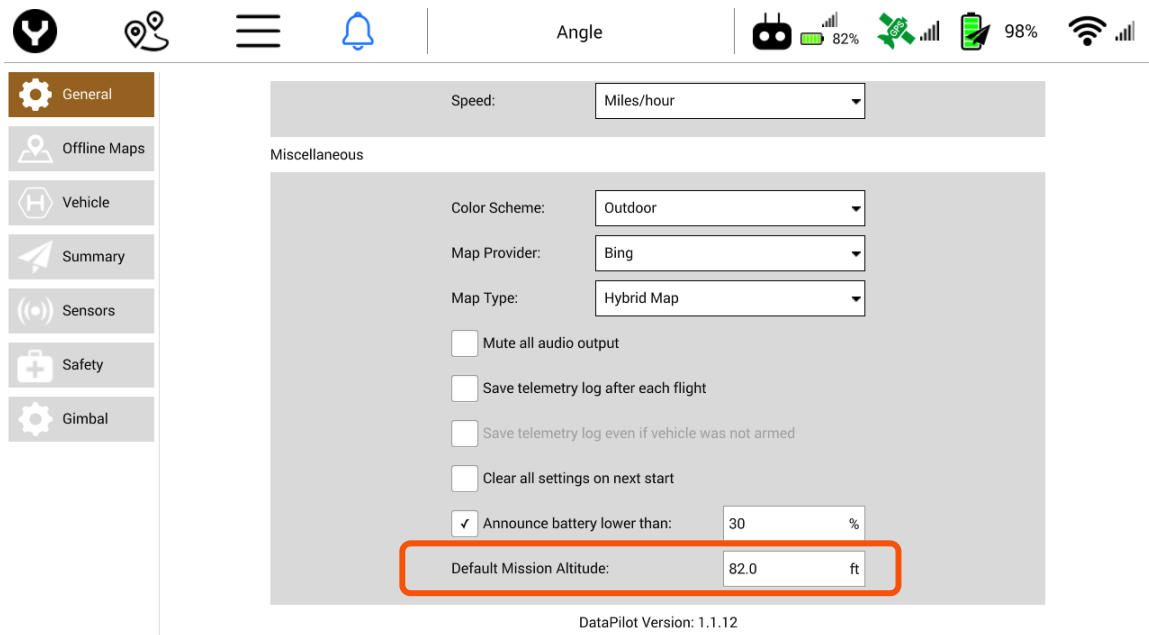 Angle
82%
GPS
98%
General
Offline Maps
Vehicle
Summary
Sensors
Safety
Gimbal
Speed: Miles/hour
Miscellaneous
Color Scheme: Outdoor
Map Provider: Bing
Map Type: Hybrid Map
Mute all audio output
Save telemetry log after each flight
Save telemetry log even if vehicle was not armed
Clear all settings on next start
Announce battery lower than: 30 %
Default Mission Altitude: 82.0 ft
DataPilot Version: 1.1.12